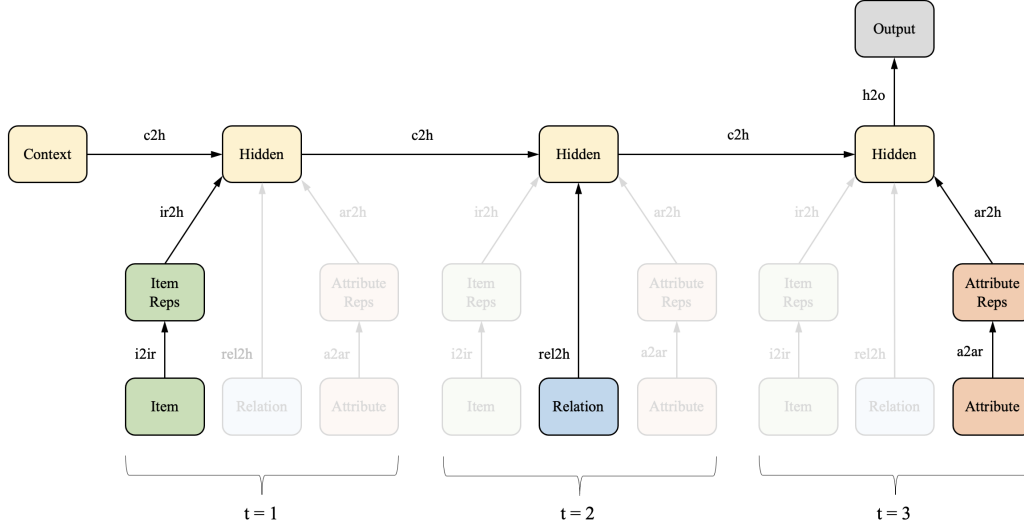 Output
h2o
c2h
c2h
c2h
Context
Hidden
Hidden
Hidden
ir2h
ar2h
ir2h
ar2h
ir2h
ar2h
Item
Reps
Attribute
Reps
Item
Reps
Attribute
Reps
Item
Reps
Attribute
Reps
i2ir
rel2h
a2ar
i2ir
rel2h
a2ar
i2ir
rel2h
a2ar
Item
Relation
Attribute
Item
Relation
Attribute
Item
Relation
Attribute
t = 1
t = 2
t = 3